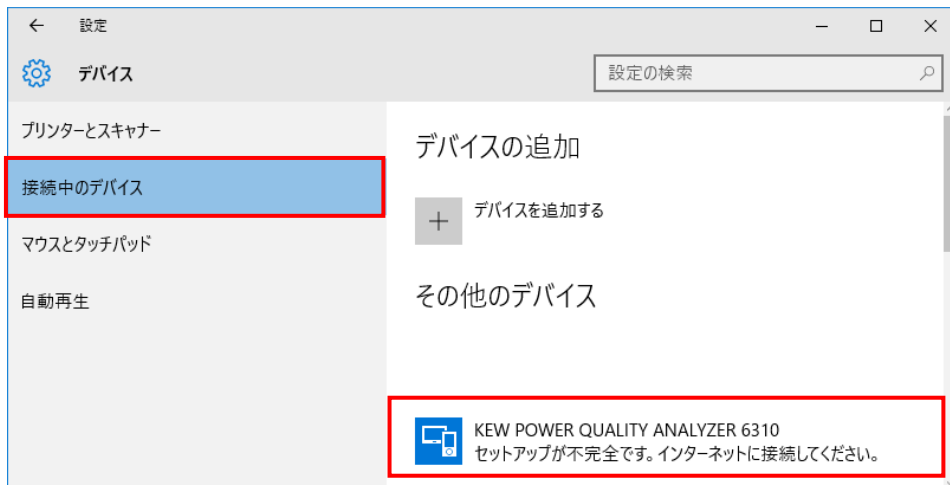 設定
デバイス
設定の検索
プリンターとスキャナー
接続中のデバイス
マウスとタッチパッド
自動再生
デバイスの追加
デバイスを追加する
その他のデバイス
KEW POWER QUALITY ANALYZER 6310
セットアップが不完全です。インターネットに接続してください。